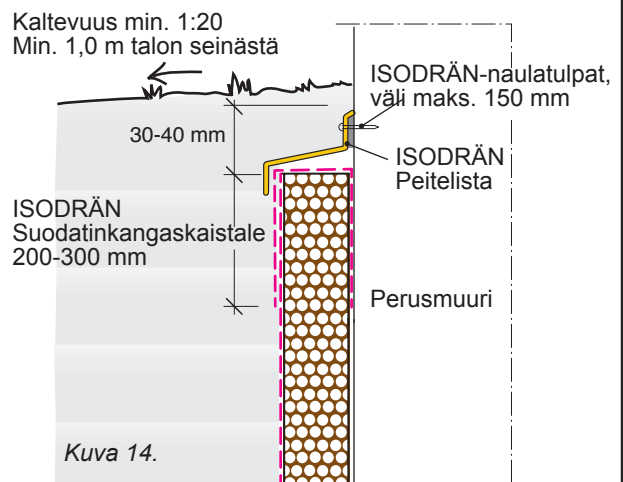 Kaltevuus min. 1:20
Min. 1,0 m talon seinästä
ISODRÄN-naulatulpat,
väli maks. 150 mm
30-40 mm
ISODRÄN
Peitelista
ISODRÄN
Suodatinkangaskaistale
200-300 mm
Perusmuuri
Kuva 14.